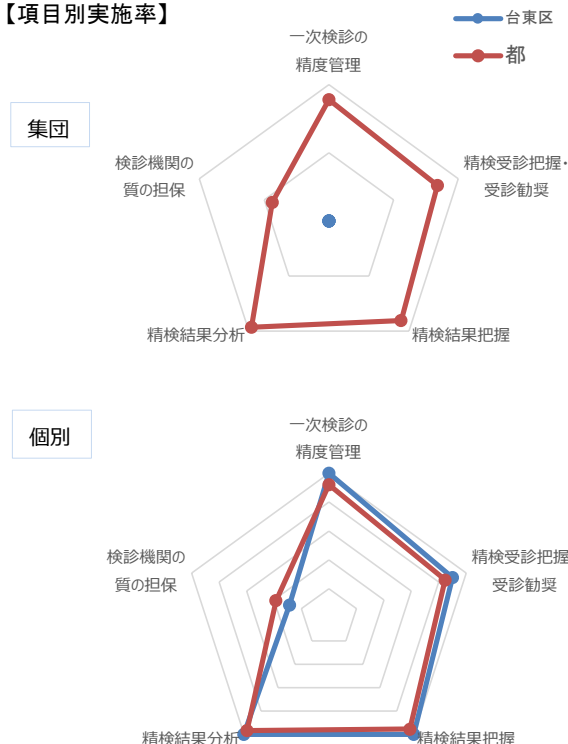 【項目別実施率】
台東区
都
集団
一次検診の
精度管理
検診機関の
質の担保
精検受診把握・
受診勧奨
精検結果分析
精検結果把握
個別
一次検診の
精度管理
検診機関の
質の担保
精検受診把握
受診勧奨
精検結果分析
精検結果把握